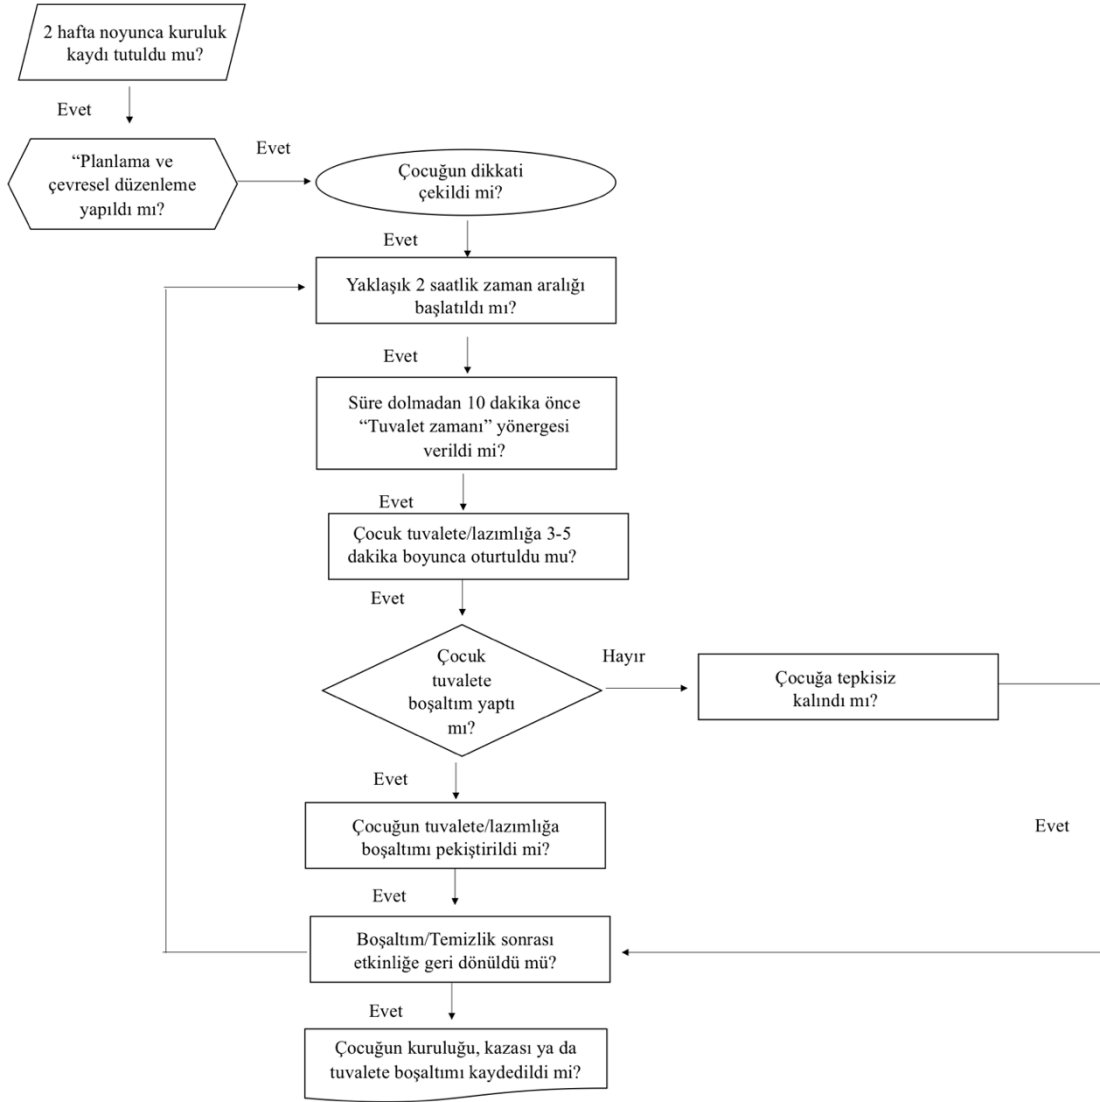 2 hafta noyunca kuruluk
kaydı tutuldu mu?
Evet
“Planlama ve
çevresel düzenleme
yapıldı mı?
Evet
Çocuğun dikkati
çekildi mi?
Evet
Yaklaşık 2 saatlik zaman aralığı
başlatıldı mı?
Evet
Süre dolmadan 10 dakika önce
“Tuvalet zamanı” yönergesi
verildi mi?
Evet
Çocuk tuvalete/lazımlığa 3-5
dakika boyunca oturtuldu mu?
Evet
Çocuk
tuvalete
boşaltım yaptı
mı?
Hayır
Çocuğa tepkisiz
kalındı mı?
Evet
Evet
Çocuğun tuvalete/lazımlığa
boşaltımı pekiştirildi mi?
Evet
Boşaltım/Temizlik sonrası
etkinliğe geri dönüldü mü?
Evet
Çocuğun kuruluğu, kazası ya da
tuvalete boşaltımı kaydedildi mi?